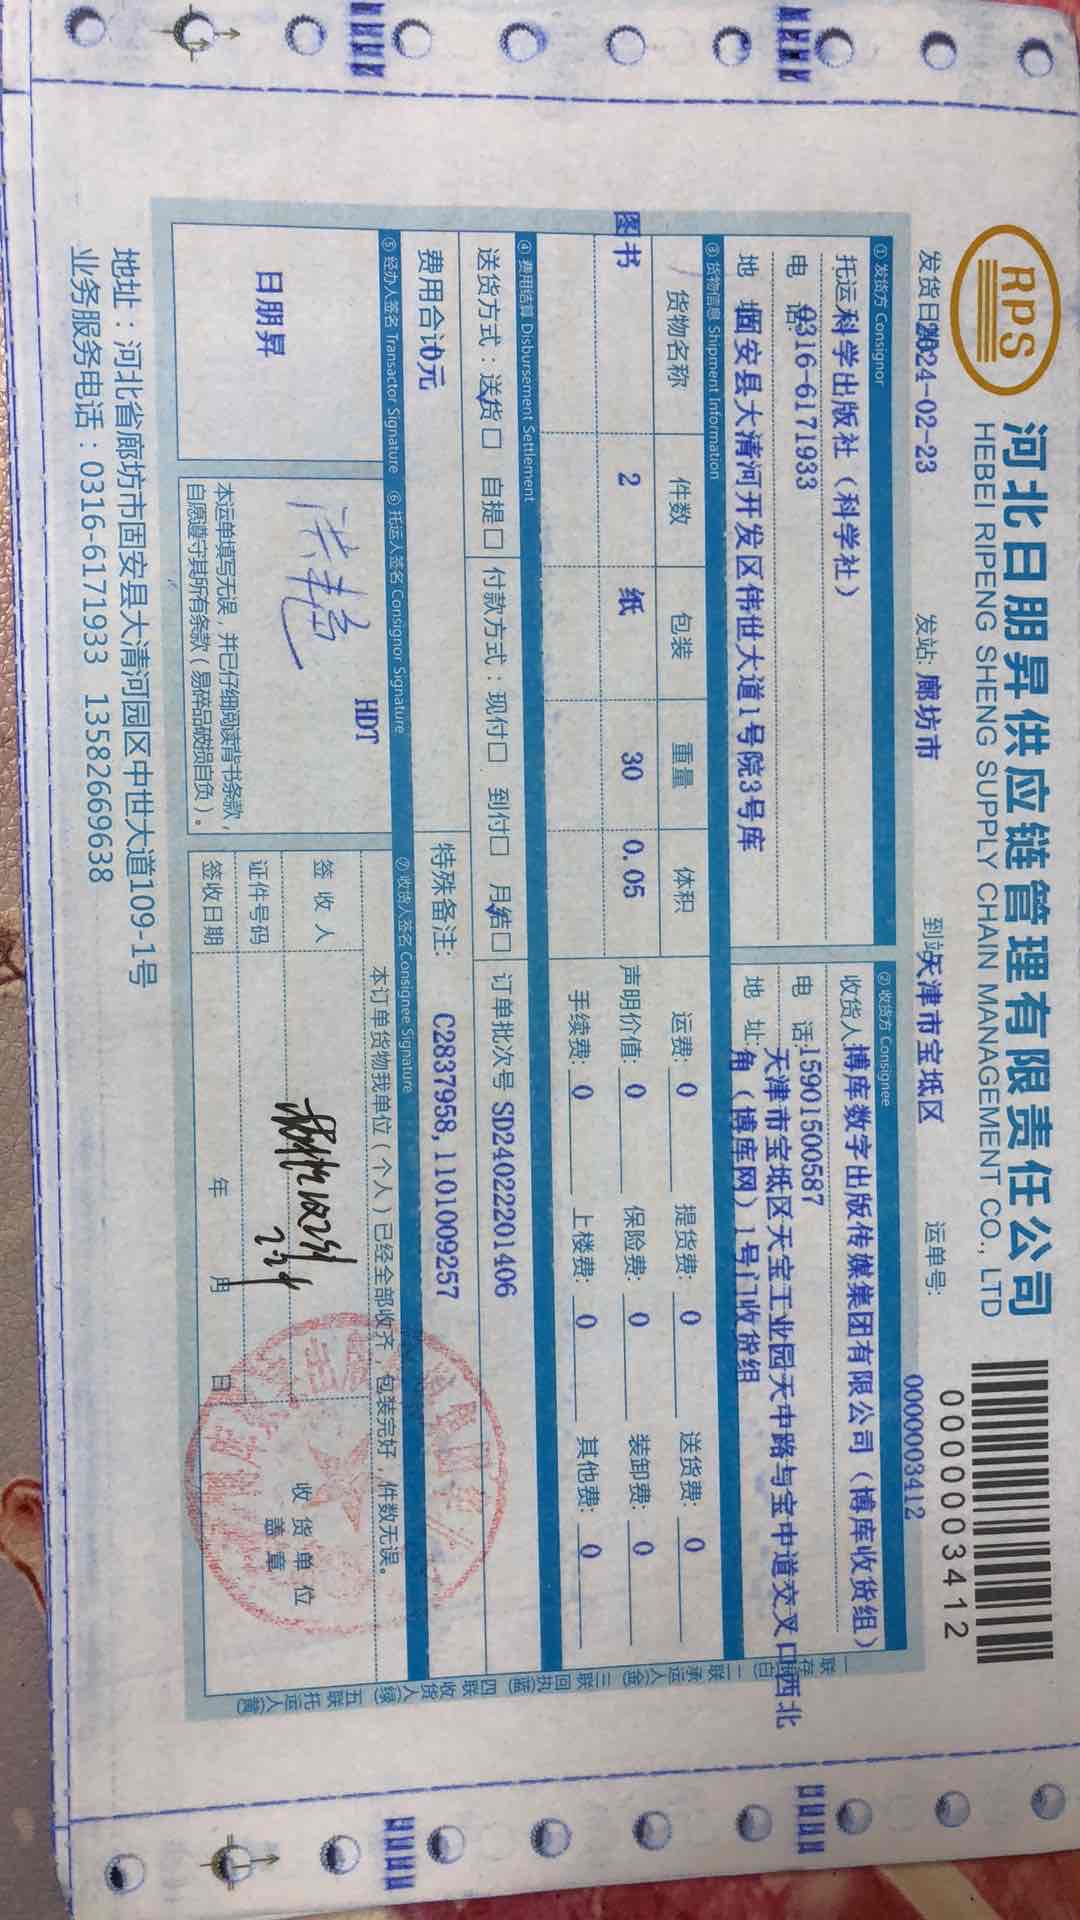 RPS
河北日朋昇供应链管理有限责任公司
HEBEI RIPENG SHENG SUPPLY CHAIN MANAGEMENT CO., LTD
0000003412
发货日期2024-02-23 发站: 廊坊市 到站天津市宝坻区 运单号: 0000003412
① 发货方 Consignor
托运 科学出版社（科学社）
电 话: 0316-6171933
地 址 固安县大清河开发区伟世大道1号院3号库
② 收货方 Consignee
收货人 博库数字出版传媒集团有限公司（博库收货组）
电 话: 15901500587
地 址: 天津市宝坻区天宝工业园天中路与宝中道交叉口西北
角（博库网）1号门收货组
③ 货物信息 Shipment Information
货物名称 件数 包装 重量 体积
图书 2 纸 30 0.05
运费: 0 提货费: 0 送货费: 0
声明价值: 0 保险费: 0 装卸费: 0
手续费: 0 上楼费: 0 其他费: 0
④ 费用结算 Disbursement Settlement
送货方式：送货□ 自提□ 付款方式：现付□ 到付□ 月结□ 订单批次号 SD2402220 1406
费用合计0元
特殊备注: C2837958, 1101009257
⑤ 经办人签名 Transactor Signature
日朋昇
⑥ 托运人签名 Consignor Signature
HDT
本运单填写无误，并已仔细阅读背书条款，
自愿遵守其所有条款（易碎品破损自负）。
⑦ 收货人签名 Consignee Signature
本订单货物我单位（个人）已经全部收齐，包装完好，件数无误。
签 收 人
证件号码
签收日期 年 月 日
收货单位
盖章
一联存根(白) 二联承运人(金) 三联回执(蓝) 四联收货人(绿) 五联托运人(黄)
地址：河北省廊坊市固安县大清河园区中世大道109-1号
业务服务电话：0316-6171933 13582669638